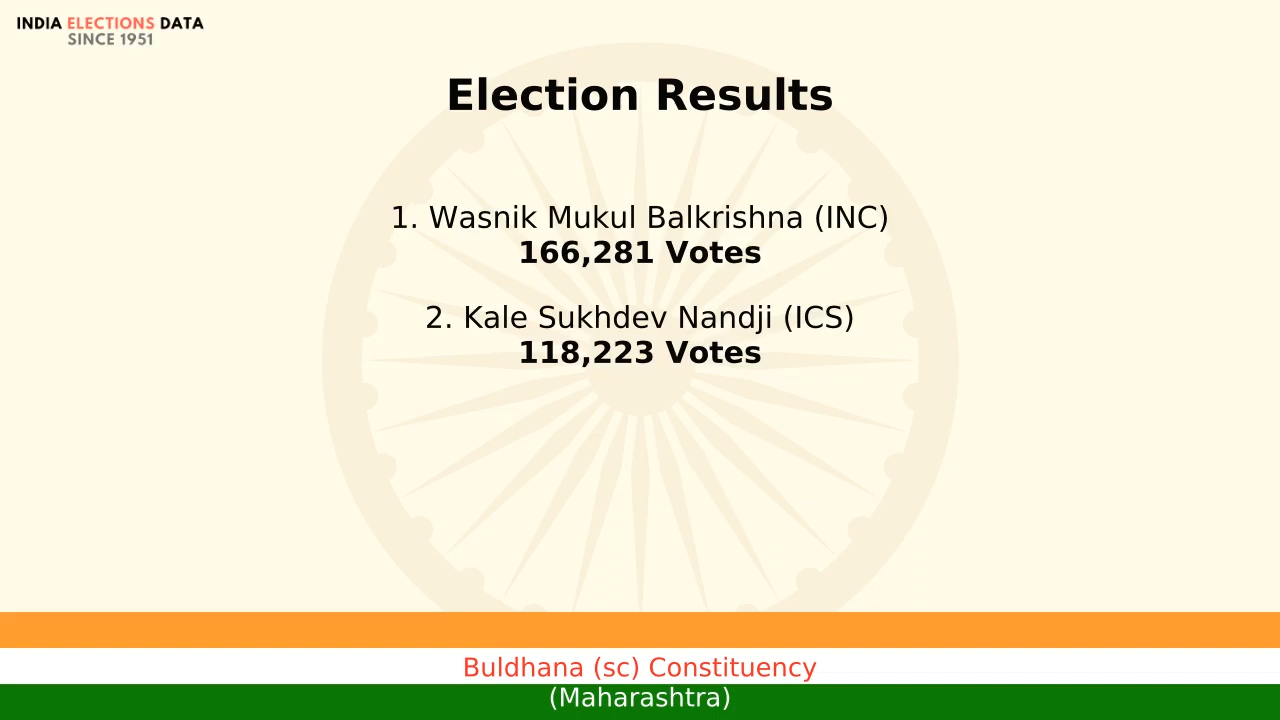 INDIA ELECTIONS DATA
SINCE 1951
Election Results
1. Wasnik Mukul Balkrishna (INC)
166,281 Votes
2. Kale Sukhdev Nandji (ICS)
118,223 Votes
Buldhana (sc) Constituency
(Maharashtra)